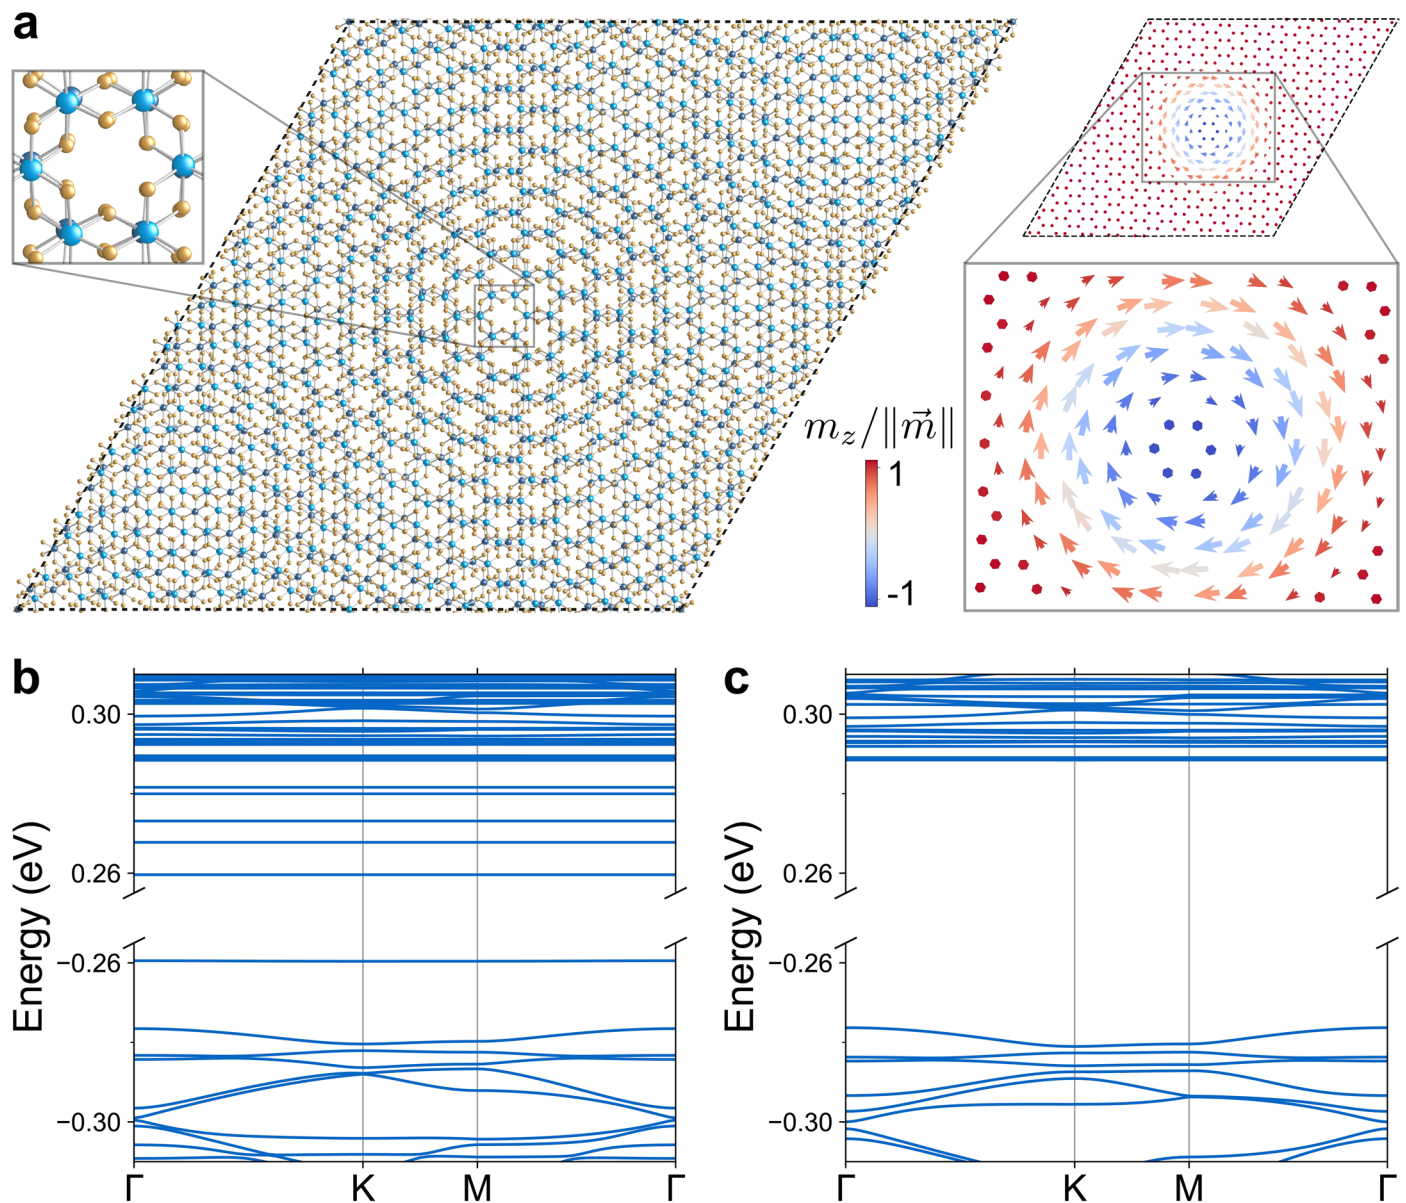 a
m_z/‖m⃗‖
1
-1
b
c
Energy (eV)
0.30
0.26
−0.26
−0.30
Γ K M Γ
Energy (eV)
0.30
0.26
−0.26
−0.30
Γ K M Γ